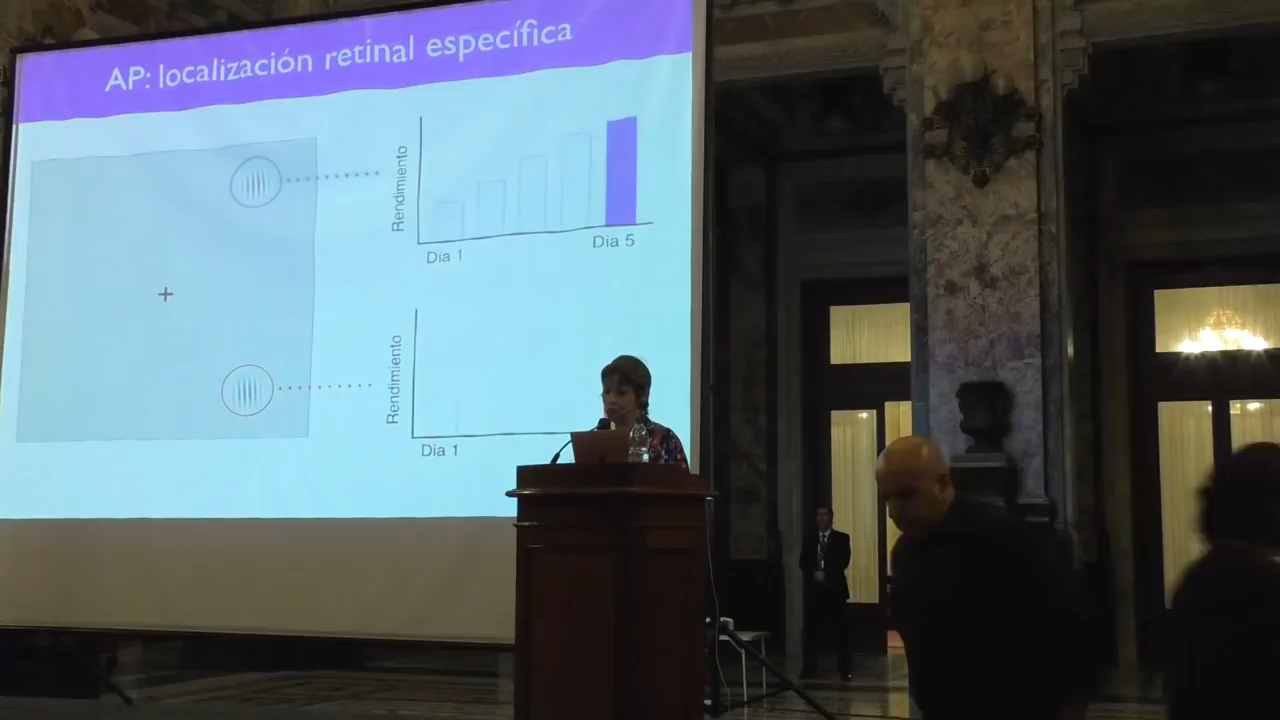 AP: localización retinal específica
Rendimiento
Dia 1
Dia 5
Rendimiento
Dia 1